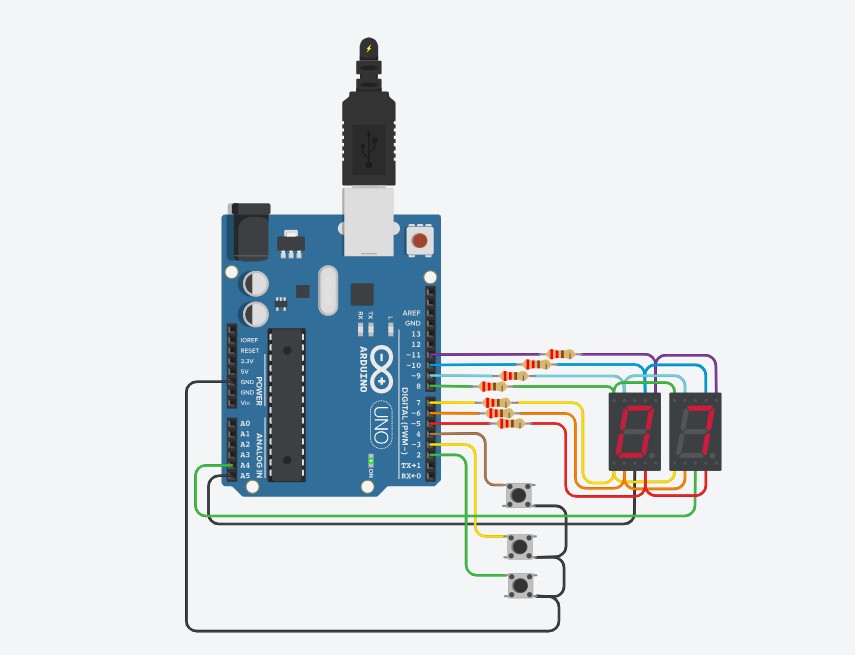 AREF
GND
13
12
~11
~10
~9
8
7
~6
~5
4
~3
2
TX→1
RX←0
IOREF
RESET
3.3V
5V
GND
GND
Vin
A0
A1
A2
A3
A4
A5
POWER
ANALOG IN
RX
TX
L
ARDUINO
UNO
DIGITAL (PWM~)
ON
0
7